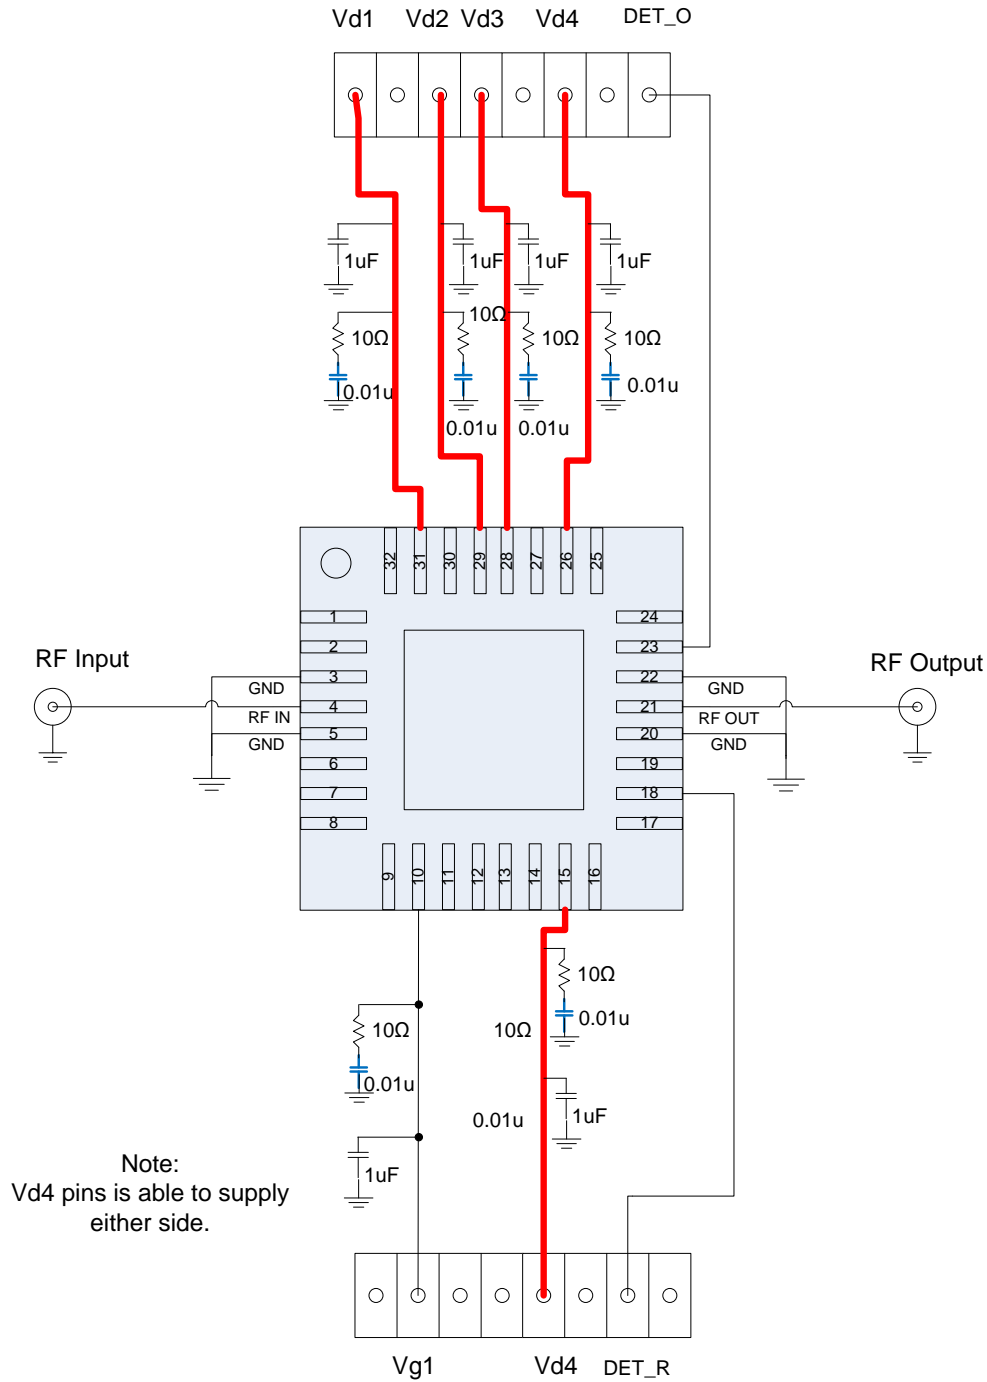 Vd1 Vd2 Vd3 Vd4 DET_O
1uF 1uF 1uF 1uF
10Ω 10Ω 10Ω
10Ω
0.01u 0.01u
0.01u 0.01u
32 31 30 29 28 27 26 25
1 24
2 23
RF Input RF Output
3 22
GND GND
4 21
RF IN RF OUT
5 20
GND GND
6 19
7 18
8 17
9 10 11 12 13 14 15 16
10Ω
0.01u
10Ω 10Ω
0.01u
0.01u 1uF
1uF
Note:
Vd4 pins is able to supply
either side.
Vg1 Vd4 DET_R